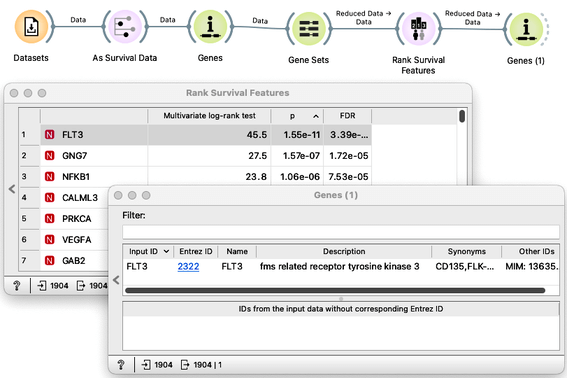 Data
Data
Data
Reduced Data → Data
Reduced Data → Data
Datasets
As Survival Data
Genes
Gene Sets
Rank Survival Features
Genes (1)
Rank Survival Features
Multivariate log-rank test p FDR
1 N FLT3 45.5 1.55e-11 3.39e-...
2 N GNG7 27.5 1.57e-07 1.72e-05
3 N NFKB1 23.8 1.06e-06 7.53e-05
4 N CALML3
5 N PRKCA
6 N VEGFA
7 N GAB2
? 1904 1904
Genes (1)
Filter:
Input ID Entrez ID Name Description Synonyms Other IDs
FLT3 2322 FLT3 fms related receptor tyrosine kinase 3 CD135,FLK-... MIM: 13635.
IDs from the input data without corresponding Entrez ID
? 1904 1904 | 1